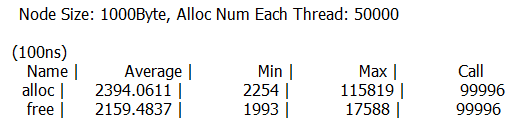 Node Size: 1000Byte, Alloc Num Each Thread: 50000
(100ns)
Name | Average | Min | Max | Call
alloc | 2394.0611 | 2254 | 115819 | 99996
free | 2159.4837 | 1993 | 17588 | 99996